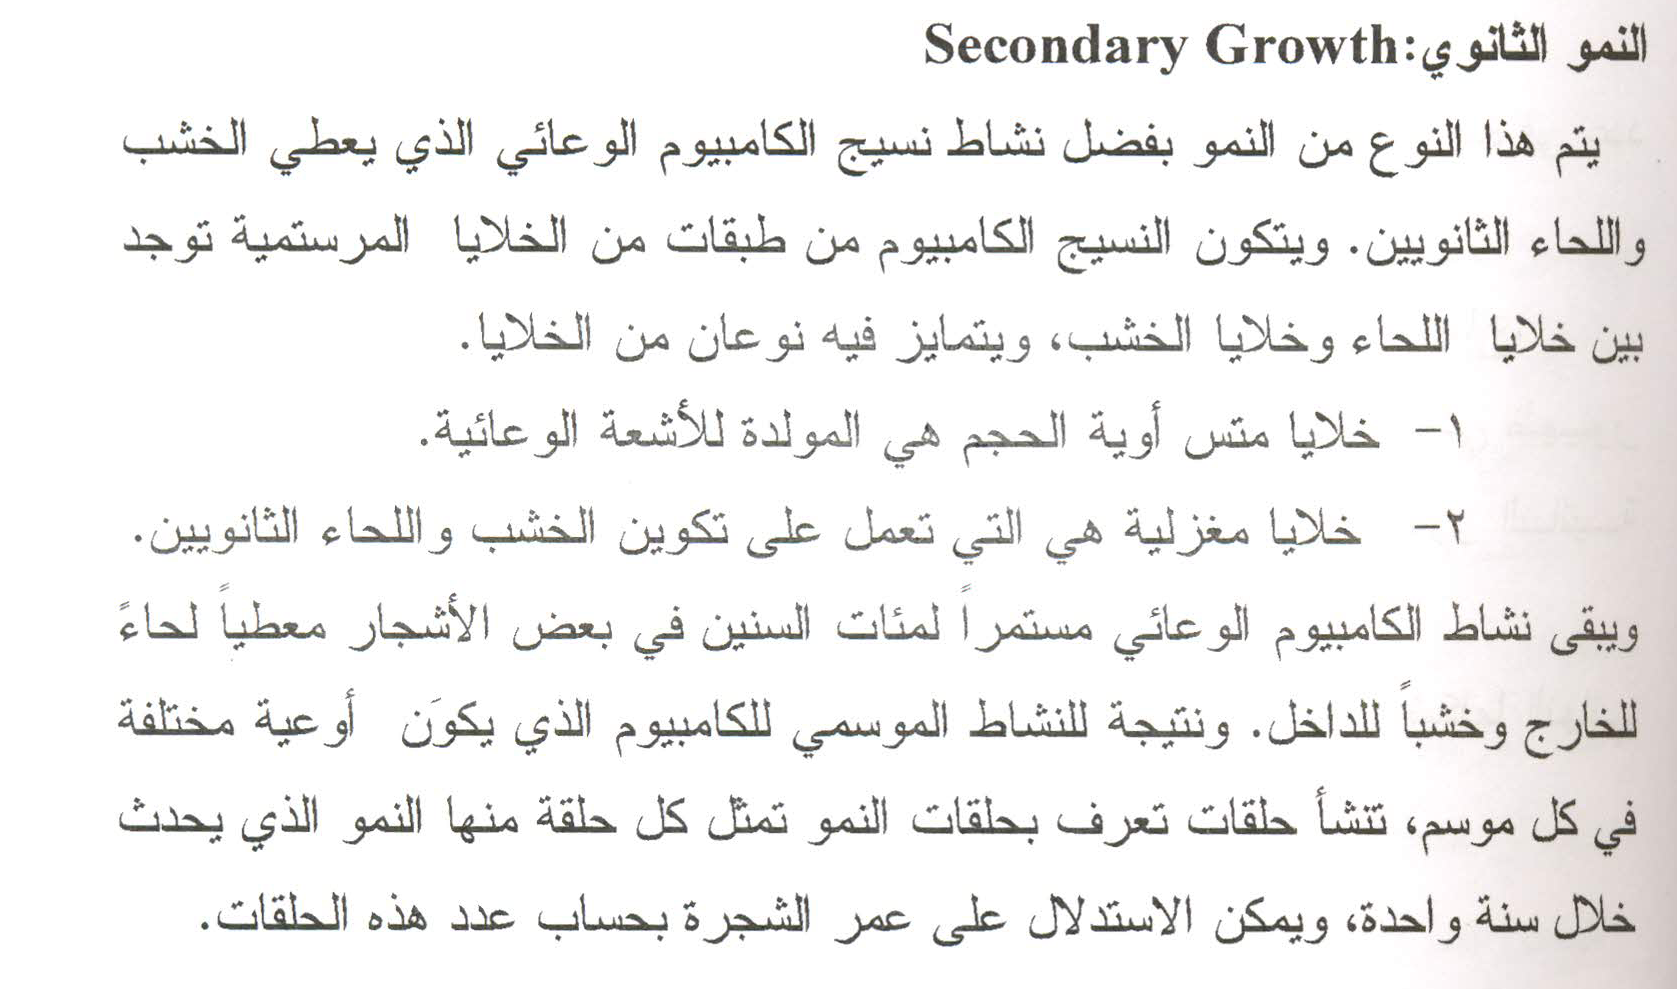 النمو الثانوي:Secondary Growth
يتم هذا النوع من النمو بفضل نشاط نسيج الكامبيوم الوعائي الذي يعطي الخشب
واللحاء الثانويين. ويتكون النسيج الكامبيوم من طبقات من الخلايا المرستمية توجد
بين خلايا اللحاء وخلايا الخشب، ويتمايز فيه نوعان من الخلايا.
١- خلايا متس أوية الحجم هي المولدة للأشعة الوعائية.
٢- خلايا مغزلية هي التي تعمل على تكوين الخشب واللحاء الثانويين.
ويبقى نشاط الكامبيوم الوعائي مستمراً لمئات السنين في بعض الأشجار معطياً لحاءً
للخارج وخشباً للداخل. ونتيجة للنشاط الموسمي للكامبيوم الذي يكوَن أوعية مختلفة
في كل موسم، تتشأ حلقات تعرف بحلقات النمو تمثل كل حلقة منها النمو الذي يحدث
خلال سنة واحدة، ويمكن الاستدلال على عمر الشجرة بحساب عدد هذه الحلقات.